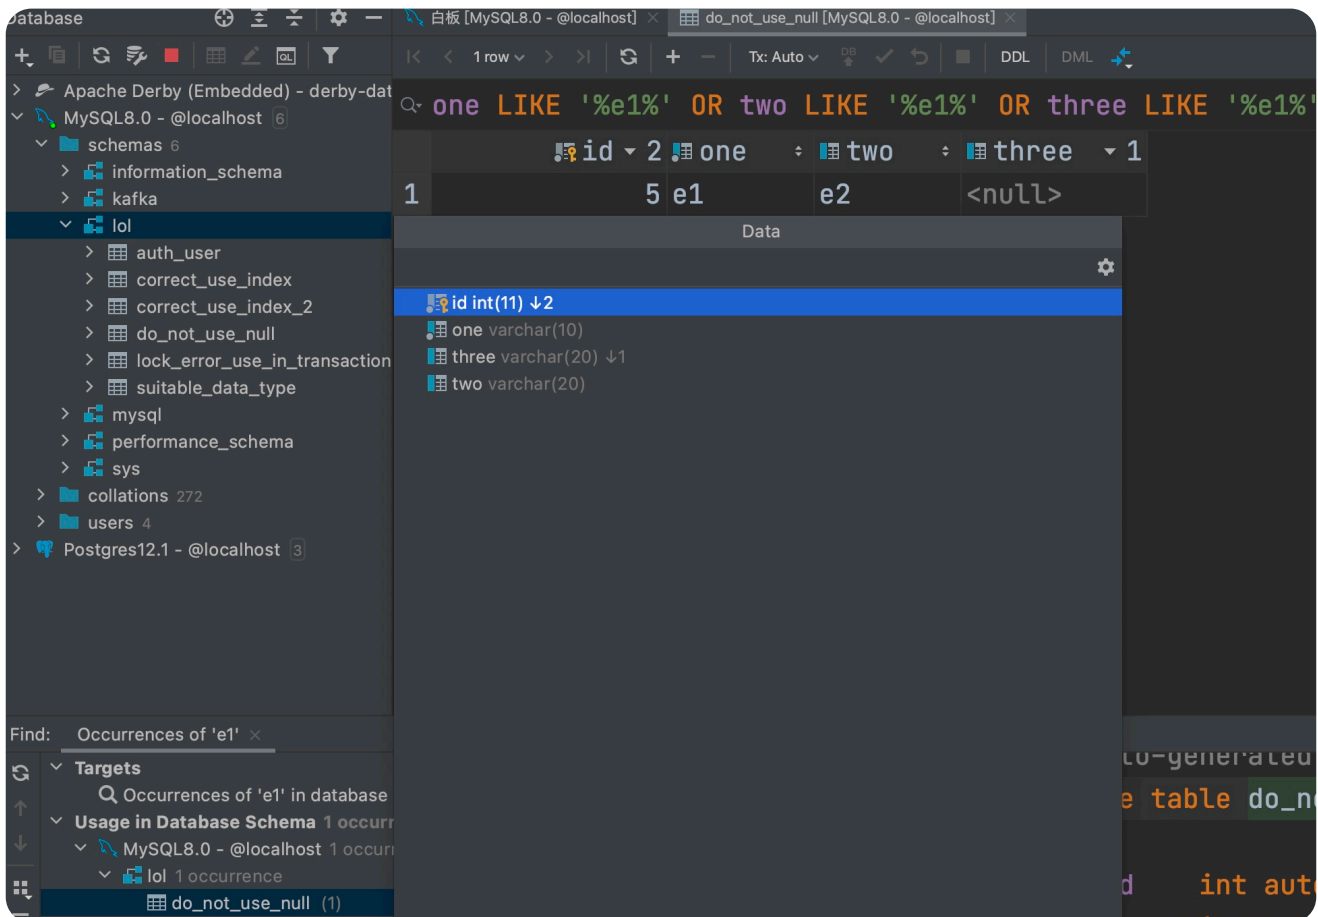 Database
白板 [MySQL8.0 - @localhost]
do_not_use_null [MySQL8.0 - @localhost]
1 row
Tx: Auto
DB
DDL
DML
Apache Derby (Embedded) - derby-dat
MySQL8.0 - @localhost 6
schemas 6
information_schema
kafka
lol
auth_user
correct_use_index
correct_use_index_2
do_not_use_null
lock_error_use_in_transaction
suitable_data_type
mysql
performance_schema
sys
collations 272
users 4
Postgres12.1 - @localhost 3
one LIKE '%e1%' OR two LIKE '%e1%' OR three LIKE '%e1%'
id 2 one two three 1
1 5 e1 e2 <null>
Data
id int(11) ↓2
one varchar(10)
three varchar(20) ↓1
two varchar(20)
Find: Occurrences of 'e1'
Targets
Occurrences of 'e1' in database
Usage in Database Schema 1 occurr
MySQL8.0 - @localhost 1 occurr
lol 1 occurrence
do_not_use_null (1)
to-generated
e table do_n
d int auto